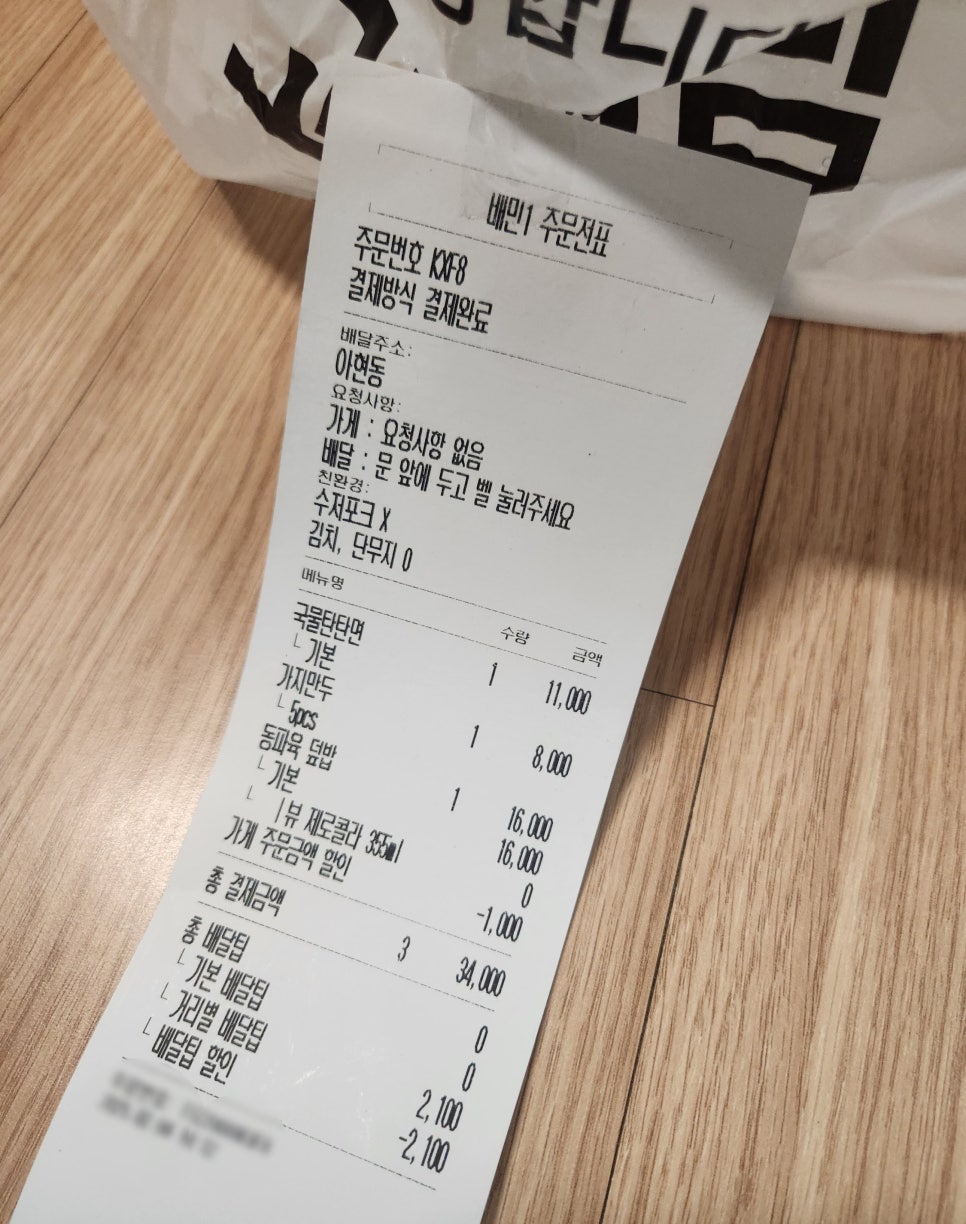 합니다
배민1 주문전표
주문번호 KXF8
결제방식 결제완료
배달주소:
아현동
요청사항:
가게 : 요청사항 없음
배달 : 문 앞에 두고 벨 눌러주세요
친환경:
수저포크 X
김치, 단무지 O
메뉴명 수량 금액
국물탄탄면 1 11,000
└ 기본
가지만두 1 8,000
└ 5pcs
동파육 덮밥 1 16,000
└ 기본 16,000
└ ㅣ뷰 제로콜라 355ml 0
가게 주문금액 할인 -1,000
총 결제금액 3 34,000
총 배달팁 0
└ 기본 배달팁 0
└ 거리별 배달팁 2,100
└ 배달팁 할인 -2,100